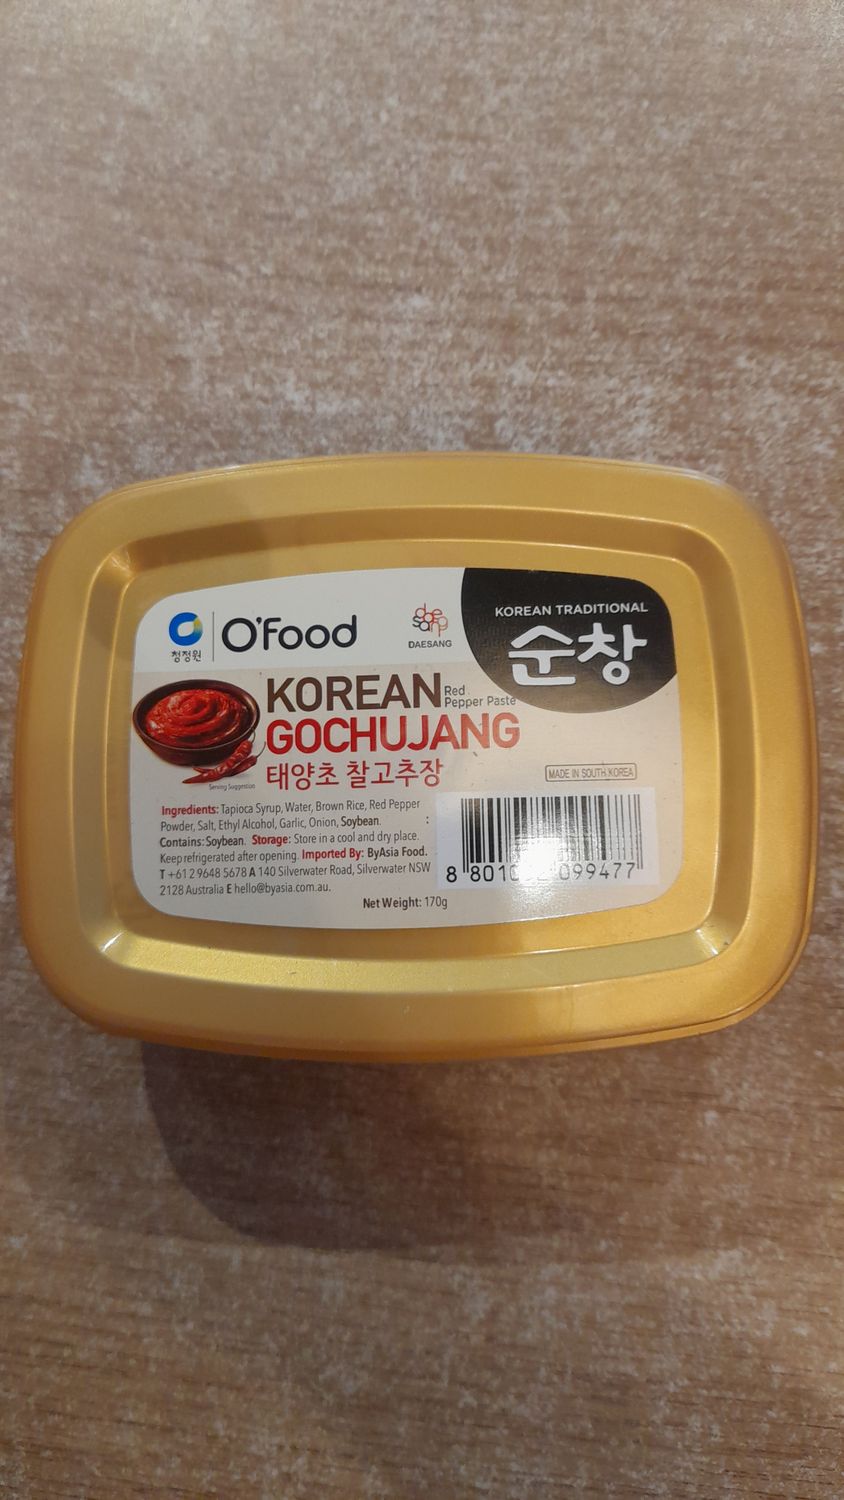 청정원
O'Food
daesang
DAESANG
KOREAN TRADITIONAL
순창
KOREAN Red Pepper Paste
GOCHUJANG
태양초 찰고추장
Serving Suggestion
MADE IN SOUTH KOREA
Ingredients: Tapioca Syrup, Water, Brown Rice, Red Pepper
Powder, Salt, Ethyl Alcohol, Garlic, Onion, Soybean. :
Contains: Soybean. Storage: Store in a cool and dry place.
Keep refrigerated after opening. Imported By: ByAsia Food.
T +61 2 9648 5678 A 140 Silverwater Road, Silverwater NSW
2128 Australia E hello@byasia.com.au.
Net Weight: 170g
8 099477